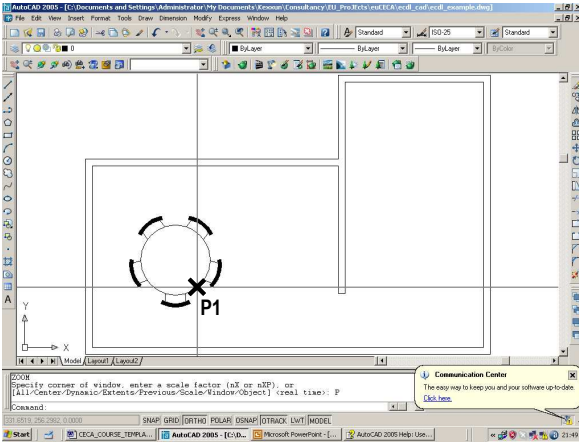 AutoCAD 2005 - [C:\Documents and Settings\Administrator\My Documents\Kexoun\Consultancy\EU_ProJEcts\euCECA\ecdl_cad\ecdl_example.dwg]
File Edit View Insert Format Tools Draw Dimension Modify Express Window Help
Standard ISO-25 Standard
0 ByLayer ByLayer ByLayer ByColor
P1
Y
X
Model Layout1 Layout2
ZOOM
Specify corner of window, enter a scale factor (nX or nXP), or
[All/Center/Dynamic/Extents/Previous/Scale/Window/Object] <real time>: P
Command:
Communication Center
The easy way to keep you and your software up-to-date.
Click here.
SNAP GRID ORTHO POLAR OSNAP OTRACK LWT MODEL
Start CECA_COURSE_TEMPLA... AutoCAD 2005 - [C:\D... Microsoft PowerPoint - [... AutoCAD 2005 Help: Use... 21:49